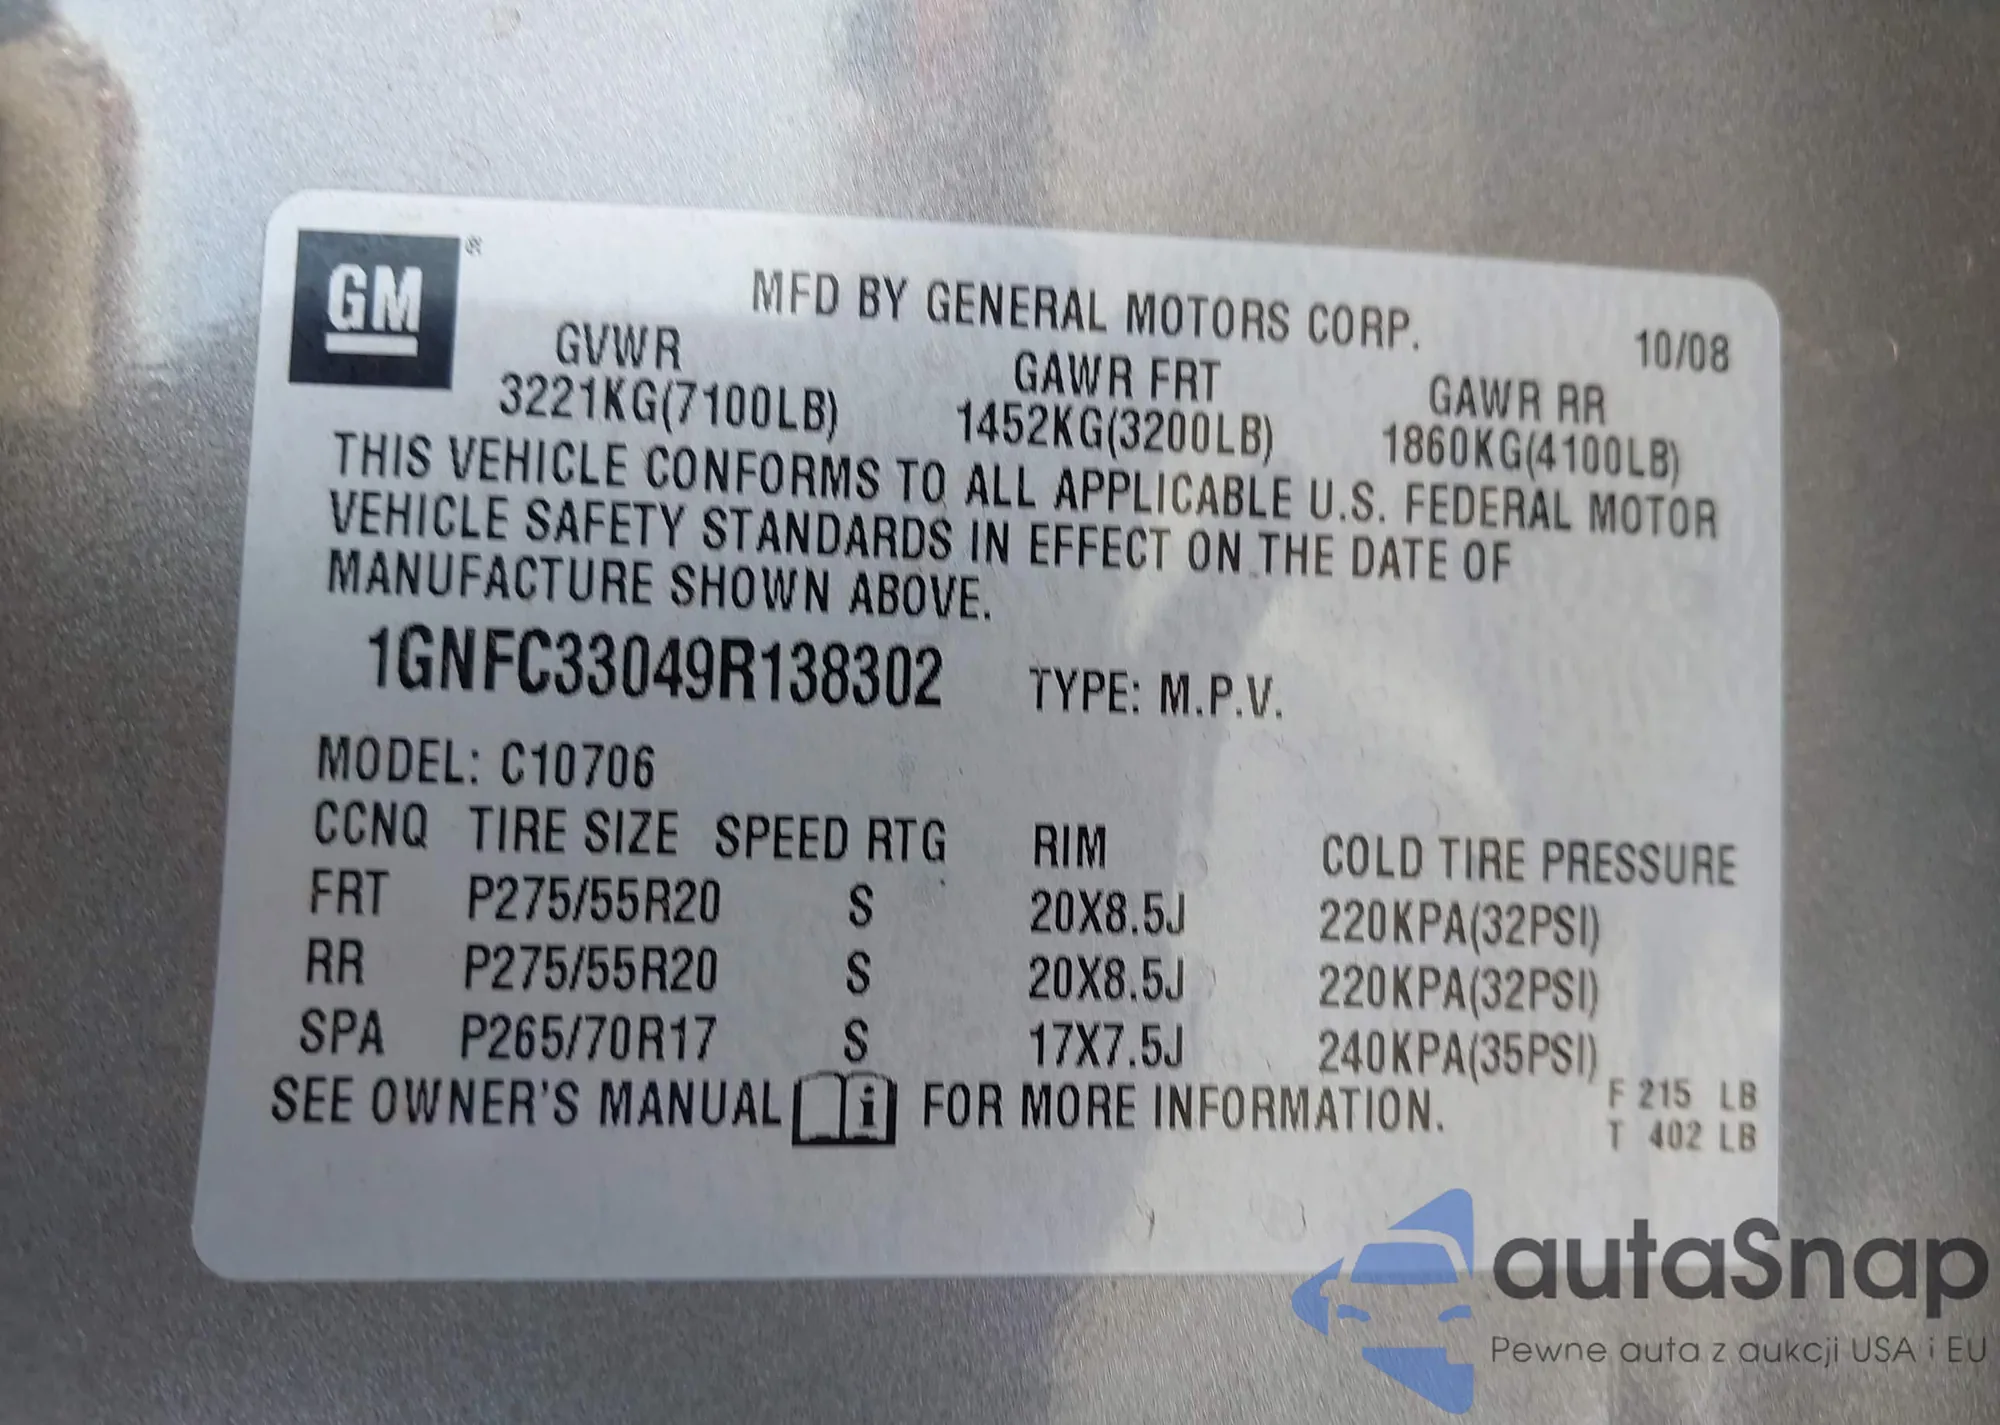 GM®
MFD BY GENERAL MOTORS CORP.
10/08
GVWR GAWR FRT GAWR RR
3221KG(7100LB) 1452KG(3200LB) 1860KG(4100LB)
THIS VEHICLE CONFORMS TO ALL APPLICABLE U.S. FEDERAL MOTOR
VEHICLE SAFETY STANDARDS IN EFFECT ON THE DATE OF
MANUFACTURE SHOWN ABOVE.
1GNFC33049R138302 TYPE: M.P.V.
MODEL: C10706
CCNQ TIRE SIZE SPEED RTG RIM COLD TIRE PRESSURE
FRT P275/55R20 S 20X8.5J 220KPA(32PSI)
RR P275/55R20 S 20X8.5J 220KPA(32PSI)
SPA P265/70R17 S 17X7.5J 240KPA(35PSI)
SEE OWNER'S MANUAL i FOR MORE INFORMATION.
F 215 LB
T 402 LB
autaSnap
Pewne auta z aukcji USA i EU